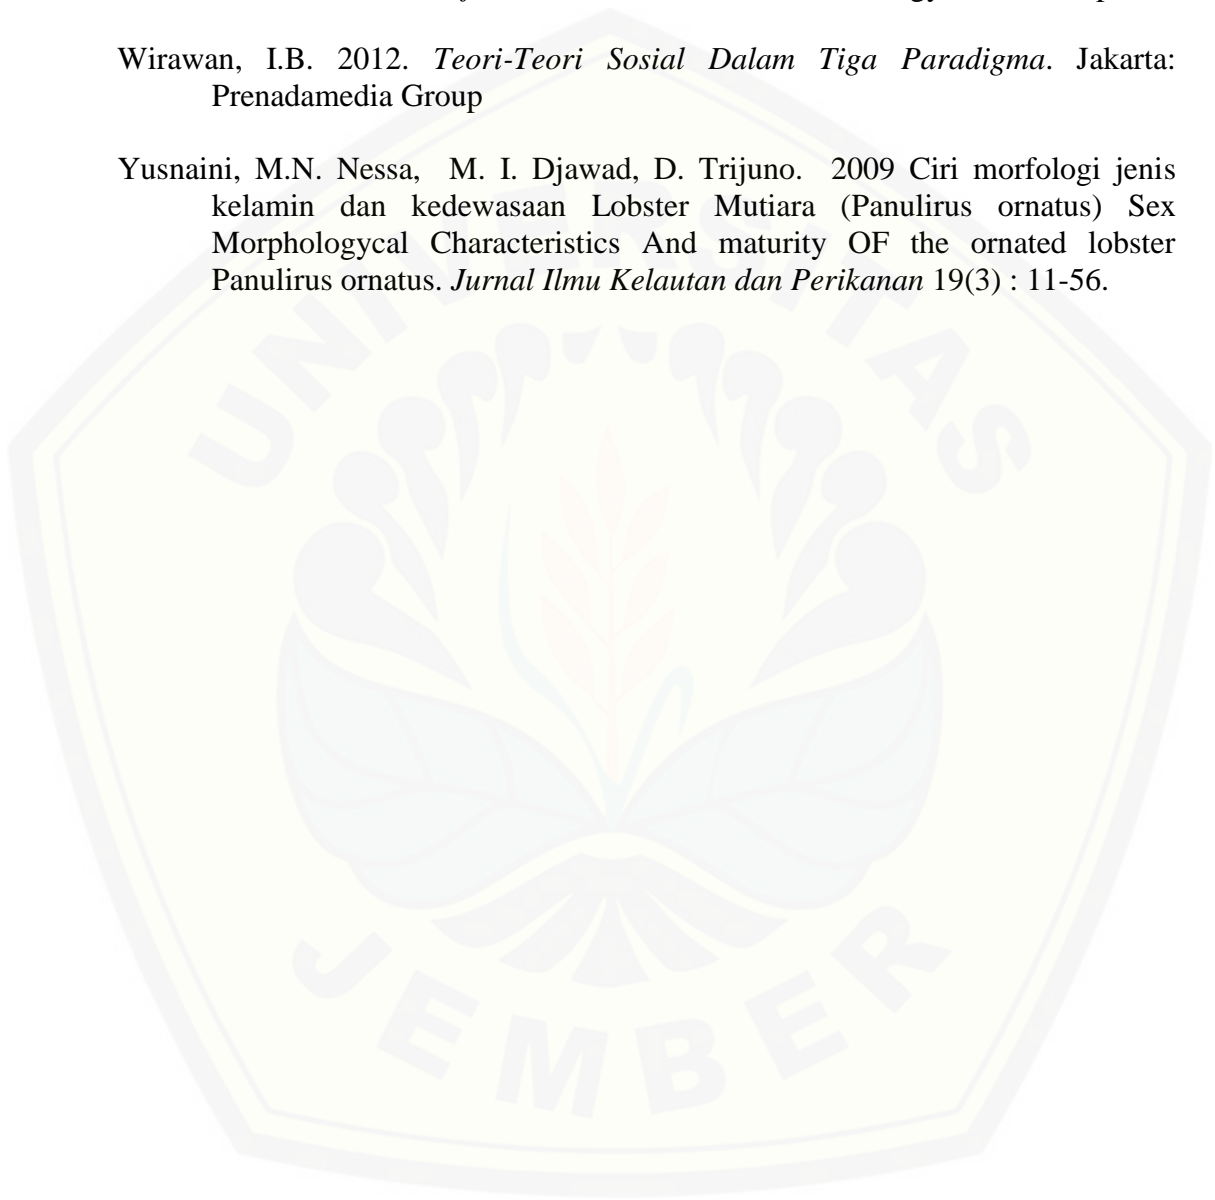 Wirawan, I.B. 2012. Teori-Teori Sosial Dalam Tiga Paradigma. Jakarta:
Prenadamedia Group
Yusnaini, M.N. Nessa, M. I. Djawad, D. Trijuno. 2009 Ciri morfologi jenis
kelamin dan kedewasaan Lobster Mutiara (Panulirus ornatus) Sex
Morphologycal Characteristics And maturity OF the ornated lobster
Panulirus ornatus. Jurnal Ilmu Kelautan dan Perikanan 19(3) : 11-56.
UNIVERSITAS
JEMBER